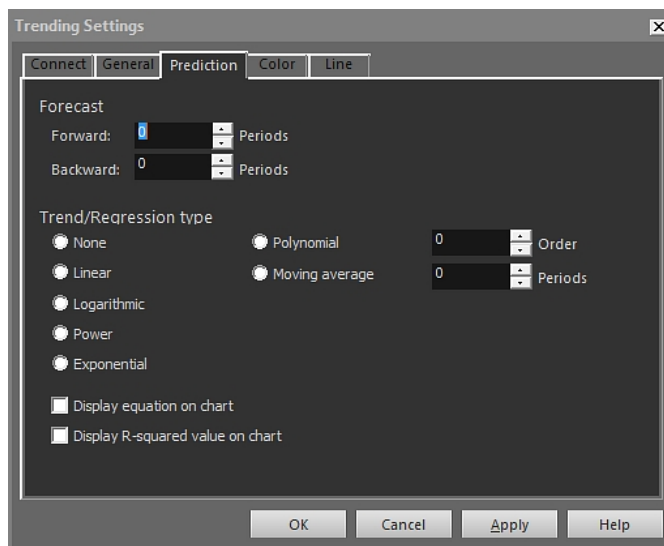 Trending Settings
Connect General Prediction Color Line
Forecast
Forward: 0 Periods
Backward: 0 Periods
Trend/Regression type
None Polynomial 0 Order
Linear Moving average 0 Periods
Logarithmic
Power
Exponential
Display equation on chart
Display R-squared value on chart
OK Cancel Apply Help